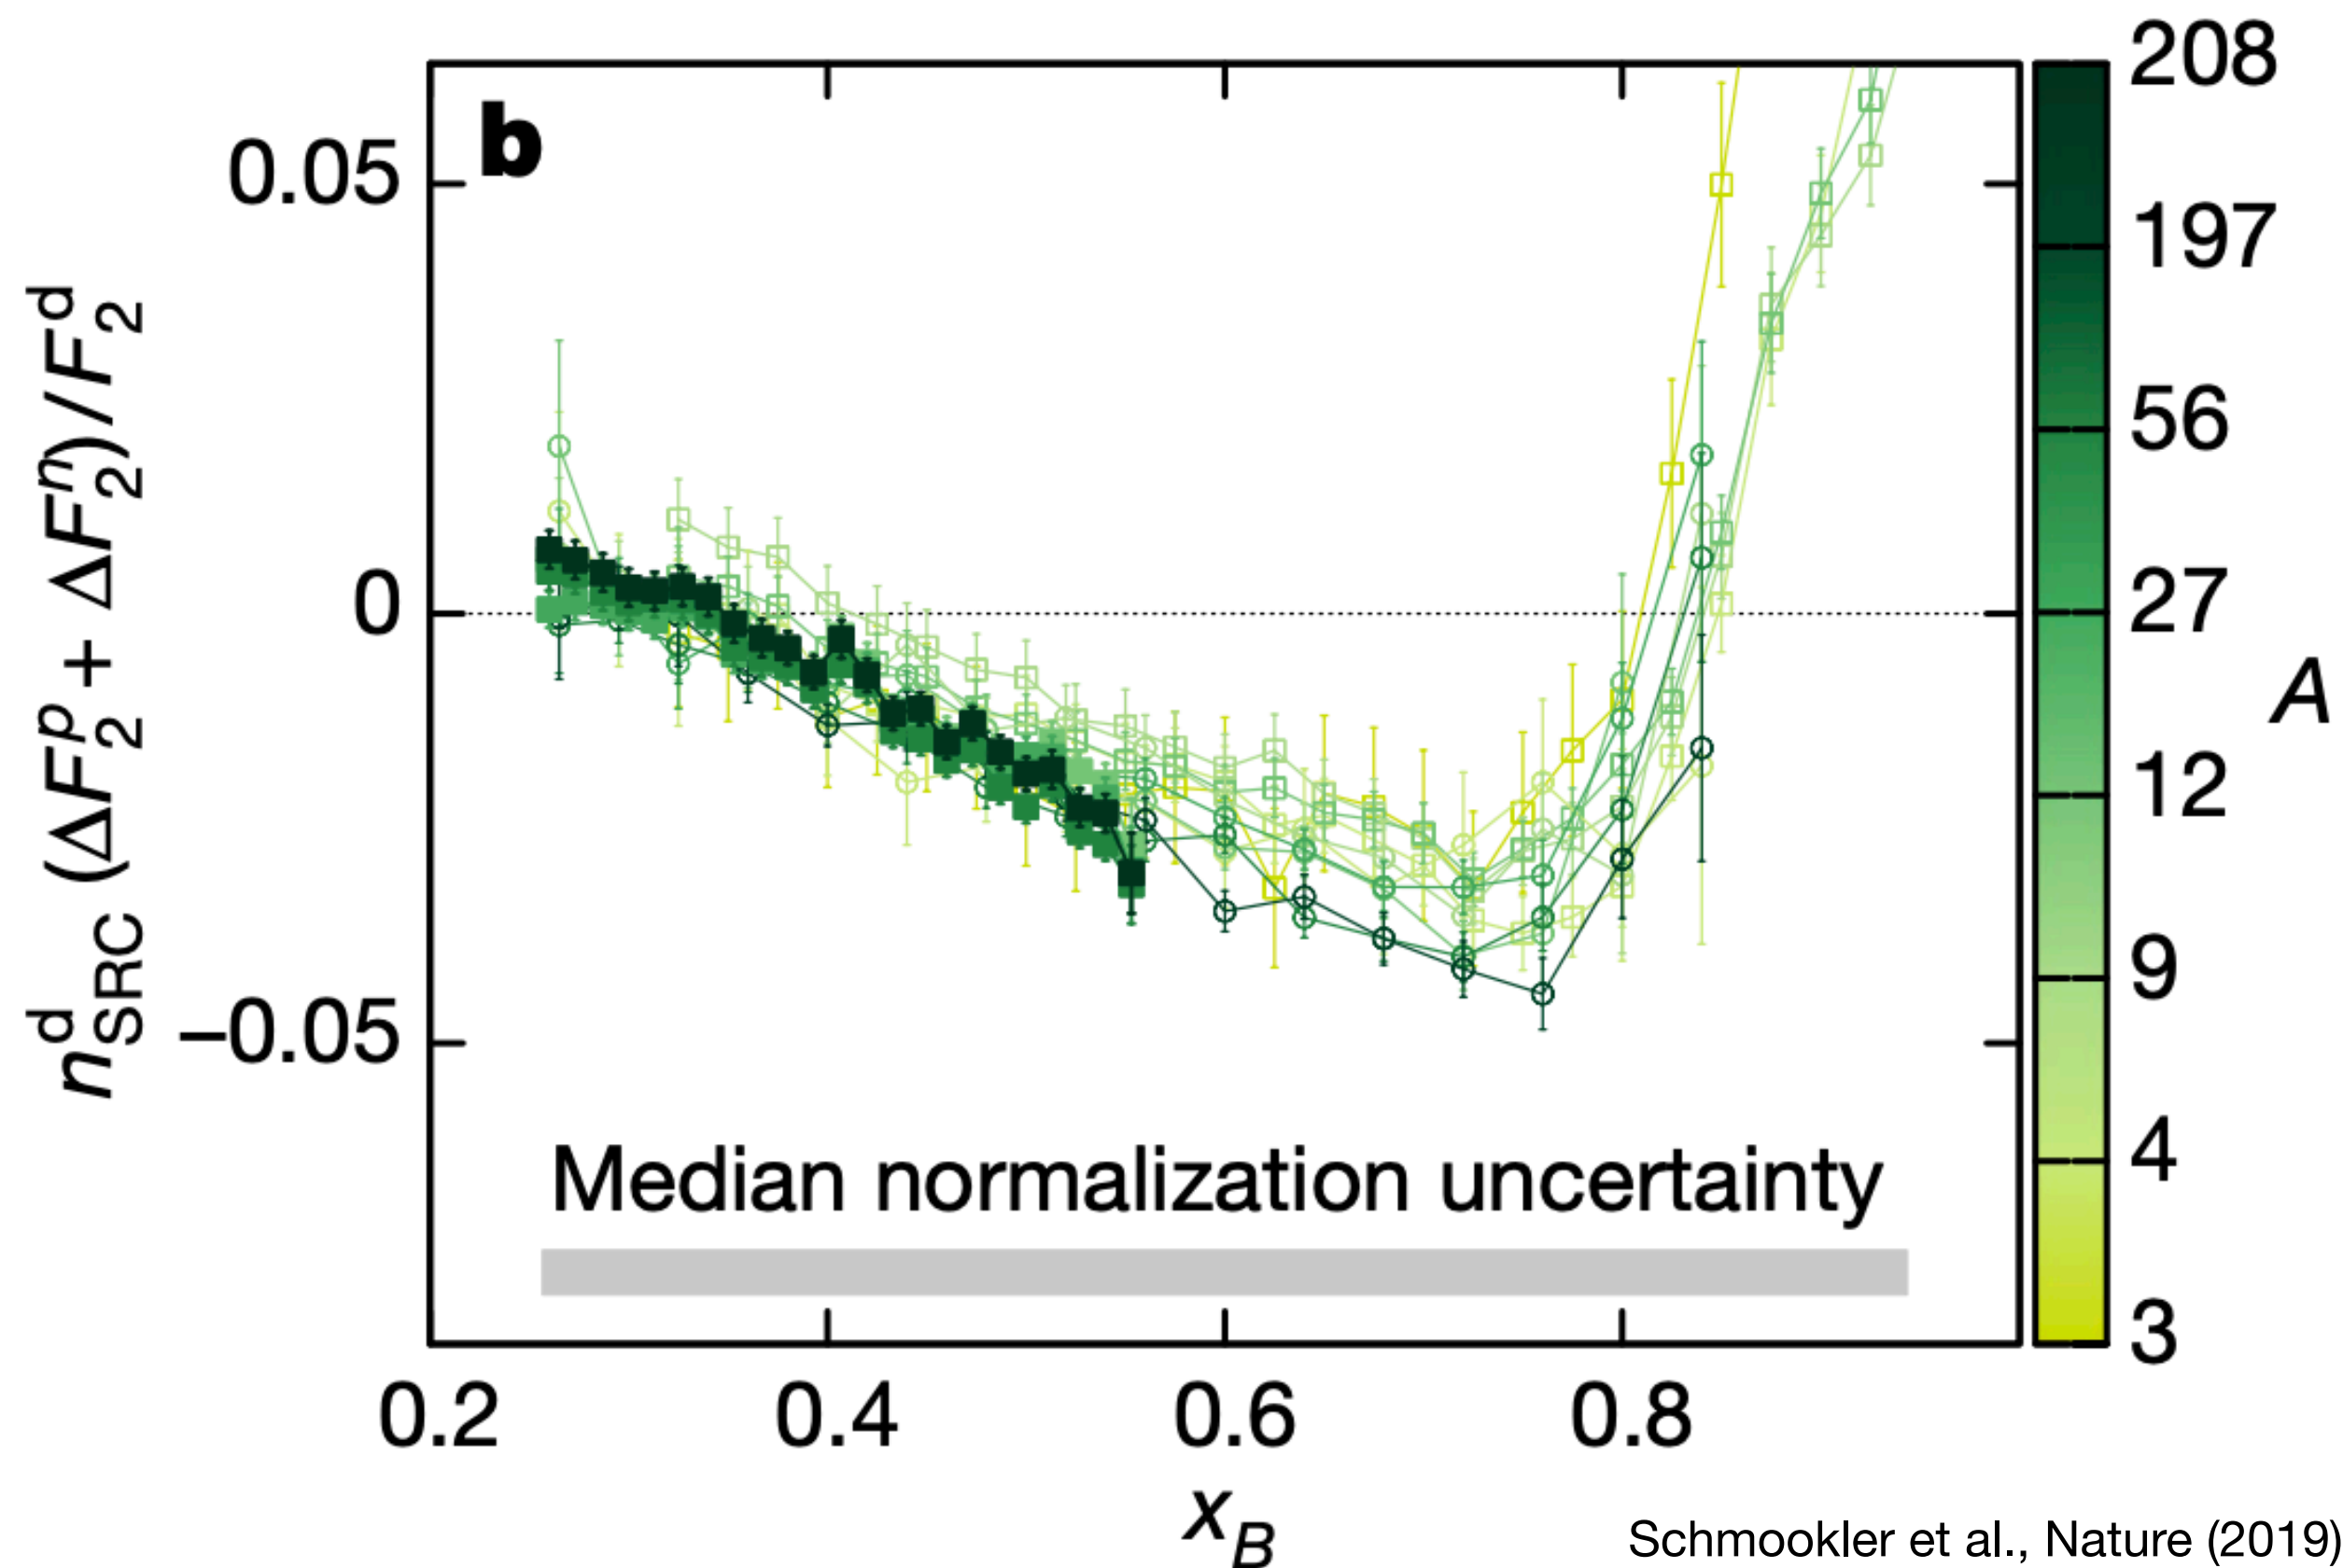 b
0.05
0
–0.05
n^d_SRC (ΔF^p_2 + ΔF^n_2)/F^d_2
Median normalization uncertainty
0.2 0.4 0.6 0.8
x_B
208
197
56
27
12
9
4
3
A
Schmookler et al., Nature (2019)